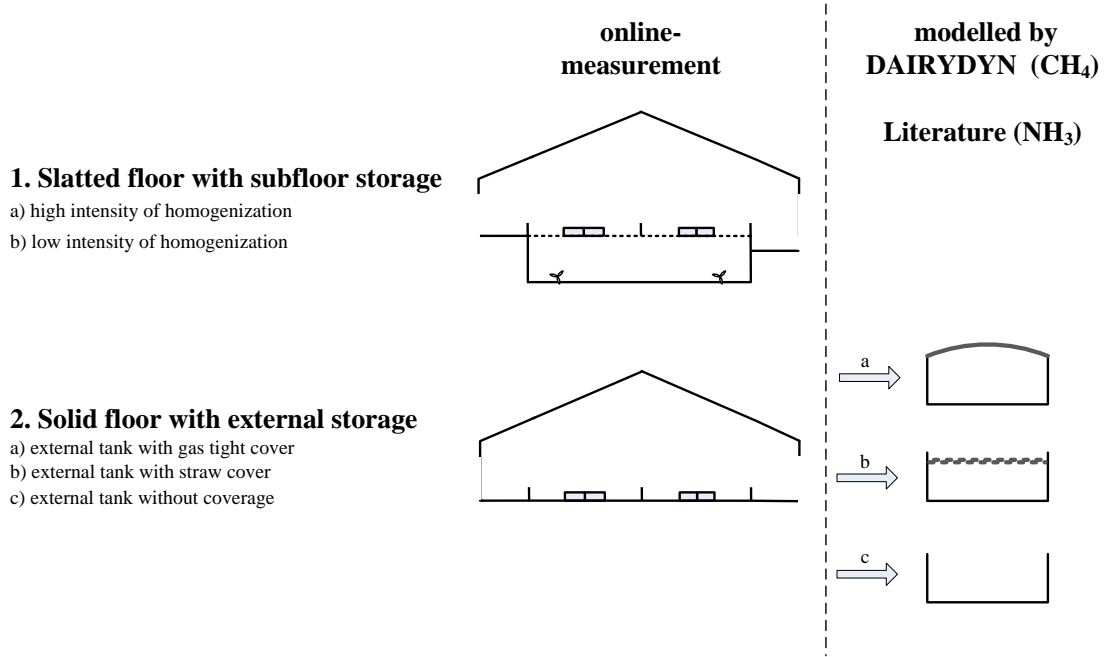 online-
measurement
modelled by
DAIRYDYN (CH₄)
Literature (NH₃)
1. Slatted floor with subfloor storage
a) high intensity of homogenization
b) low intensity of homogenization
2. Solid floor with external storage
a) external tank with gas tight cover
b) external tank with straw cover
c) external tank without coverage
a
b
c